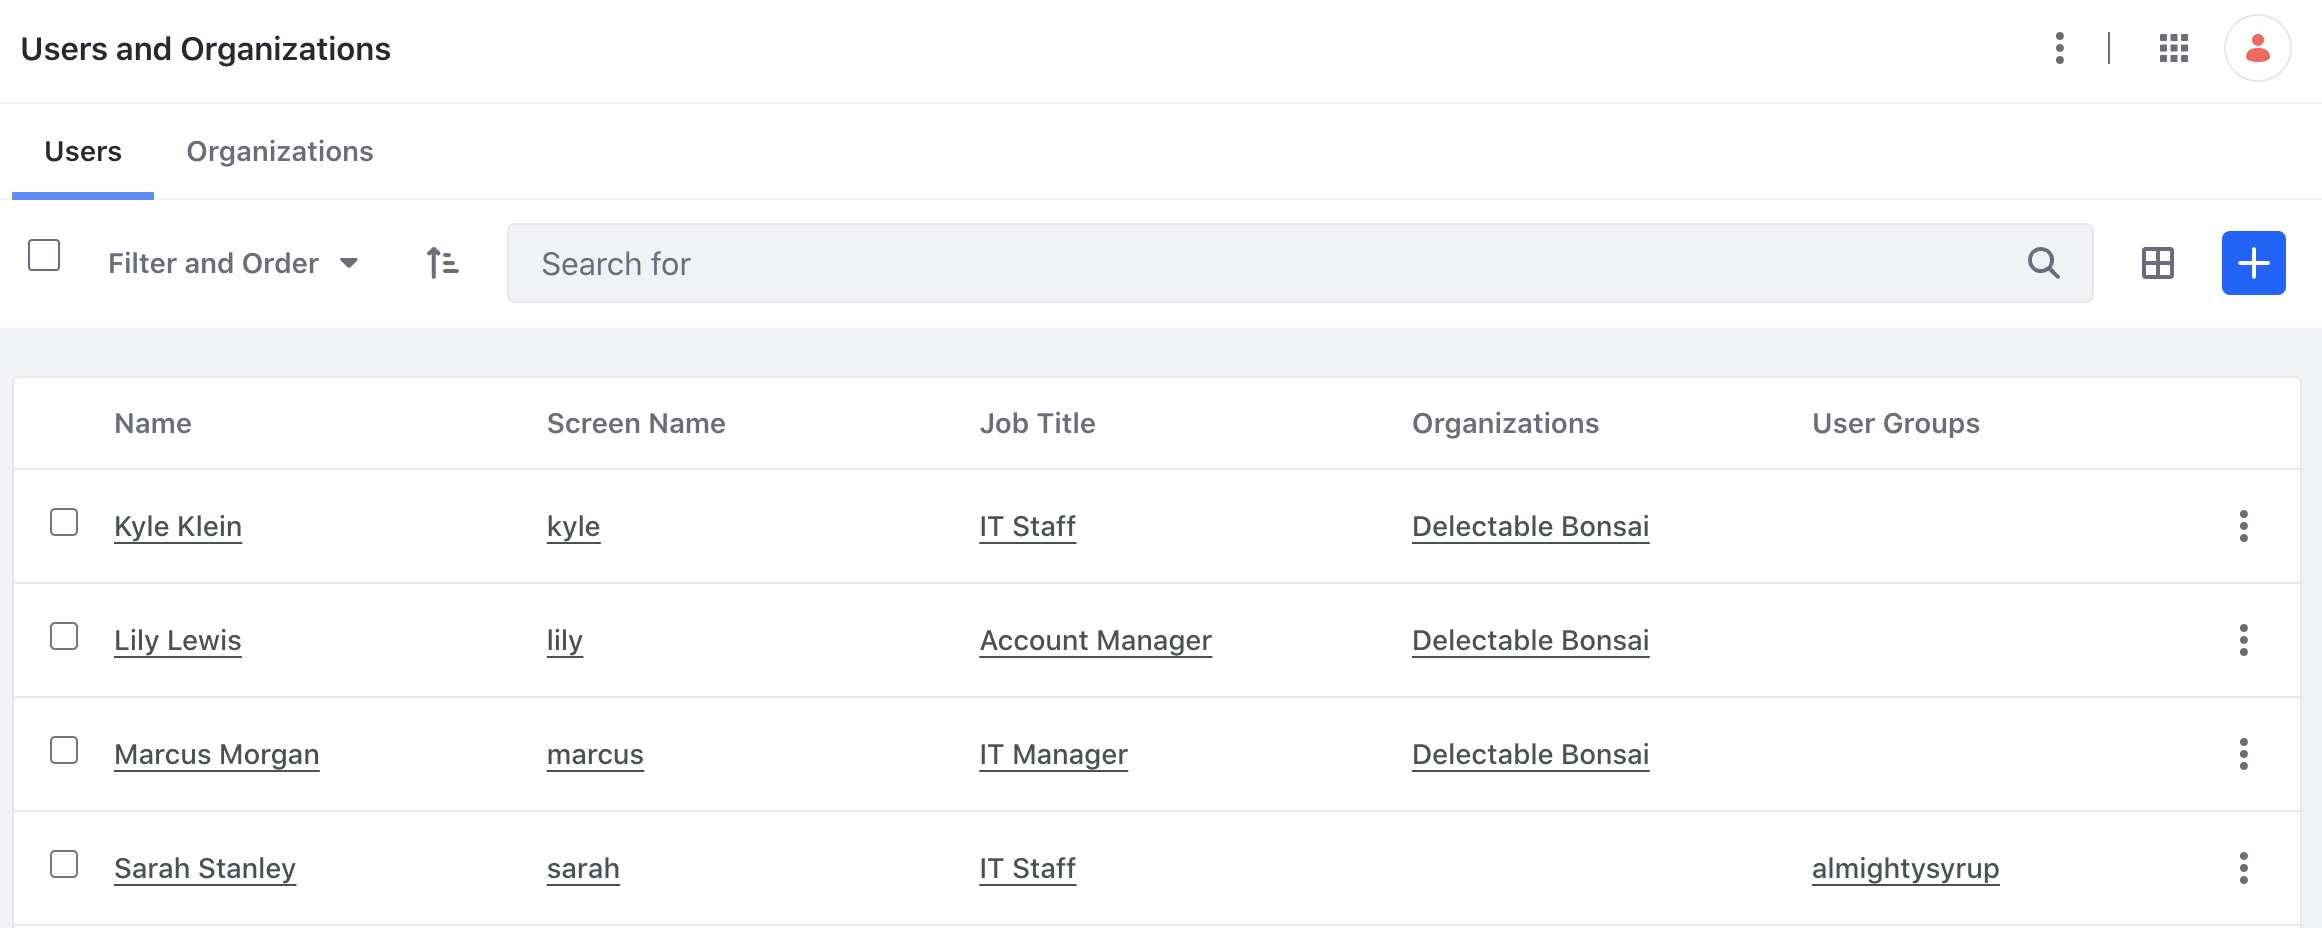 Users and Organizations
Users Organizations
Filter and Order Search for
Name Screen Name Job Title Organizations User Groups
Kyle Klein kyle IT Staff Delectable Bonsai
Lily Lewis lily Account Manager Delectable Bonsai
Marcus Morgan marcus IT Manager Delectable Bonsai
Sarah Stanley sarah IT Staff almightysyrup